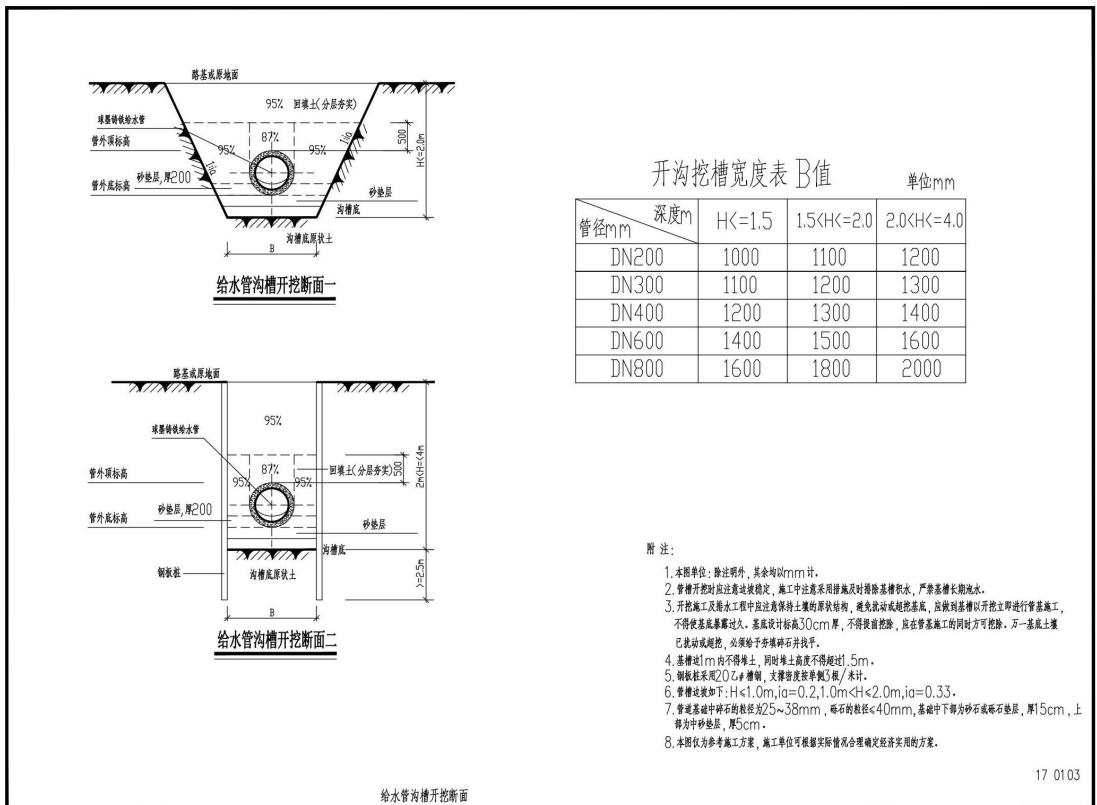 路基或原地面
95% 回填土(分层夯实)
球墨铸铁给水管
管外顶标高
87%
95%
95%
1:ia
1:ia
500
H<=2.0m
管外底标高
砂垫层,厚200
砂垫层
沟槽底
沟槽底原状土
B
给水管沟槽开挖断面一
路基或原地面
95%
球墨铸铁给水管
管外顶标高
87%
95%
95%
回填土(分层夯实)
500
2m<H=<4m
管外底标高
砂垫层,厚200
砂垫层
沟槽底
钢板桩
沟槽底原状土
>=2.5m
B
给水管沟槽开挖断面二
开沟挖槽宽度表 B值 单位mm
管径mm 深度m H<=1.5 1.5<H<=2.0 2.0<H<=4.0
DN200 1000 1100 1200
DN300 1100 1200 1300
DN400 1200 1300 1400
DN600 1400 1500 1600
DN800 1600 1800 2000
附 注:
1.本图单位:除注明外,其余均以mm计。
2.管槽开挖时应注意边坡稳定,施工中注意采用措施及时排除基槽积水,严禁基槽长期泡水。
3.开挖施工及排水工程中应注意保持土壤的原状结构,避免扰动或超挖基底,应做到基槽以开挖立即进行管基施工,
不得使基底暴露过久。基底设计标高30cm厚,不得提前挖除,应在管基施工的同时方可挖除。万一基底土壤
已扰动或超挖,必须给予夯填碎石并找平。
4.基槽边1m内不得堆土,同时堆土高度不得超过1.5m。
5.钢板桩采用20乙#槽钢,支撑密度按单侧3根/米计。
6.管槽边坡如下:H≤1.0m,ia=0.2,1.0m<H≤2.0m,ia=0.33。
7.管道基础中碎石的粒径为25~38mm,砾石的粒径≤40mm,基础中下部为砂石或砾石垫层,厚15cm,上
部为中砂垫层,厚5cm。
8.本图仅为参考施工方案,施工单位可根据实际情况合理确定经济实用的方案。
17 0103
给水管沟槽开挖断面